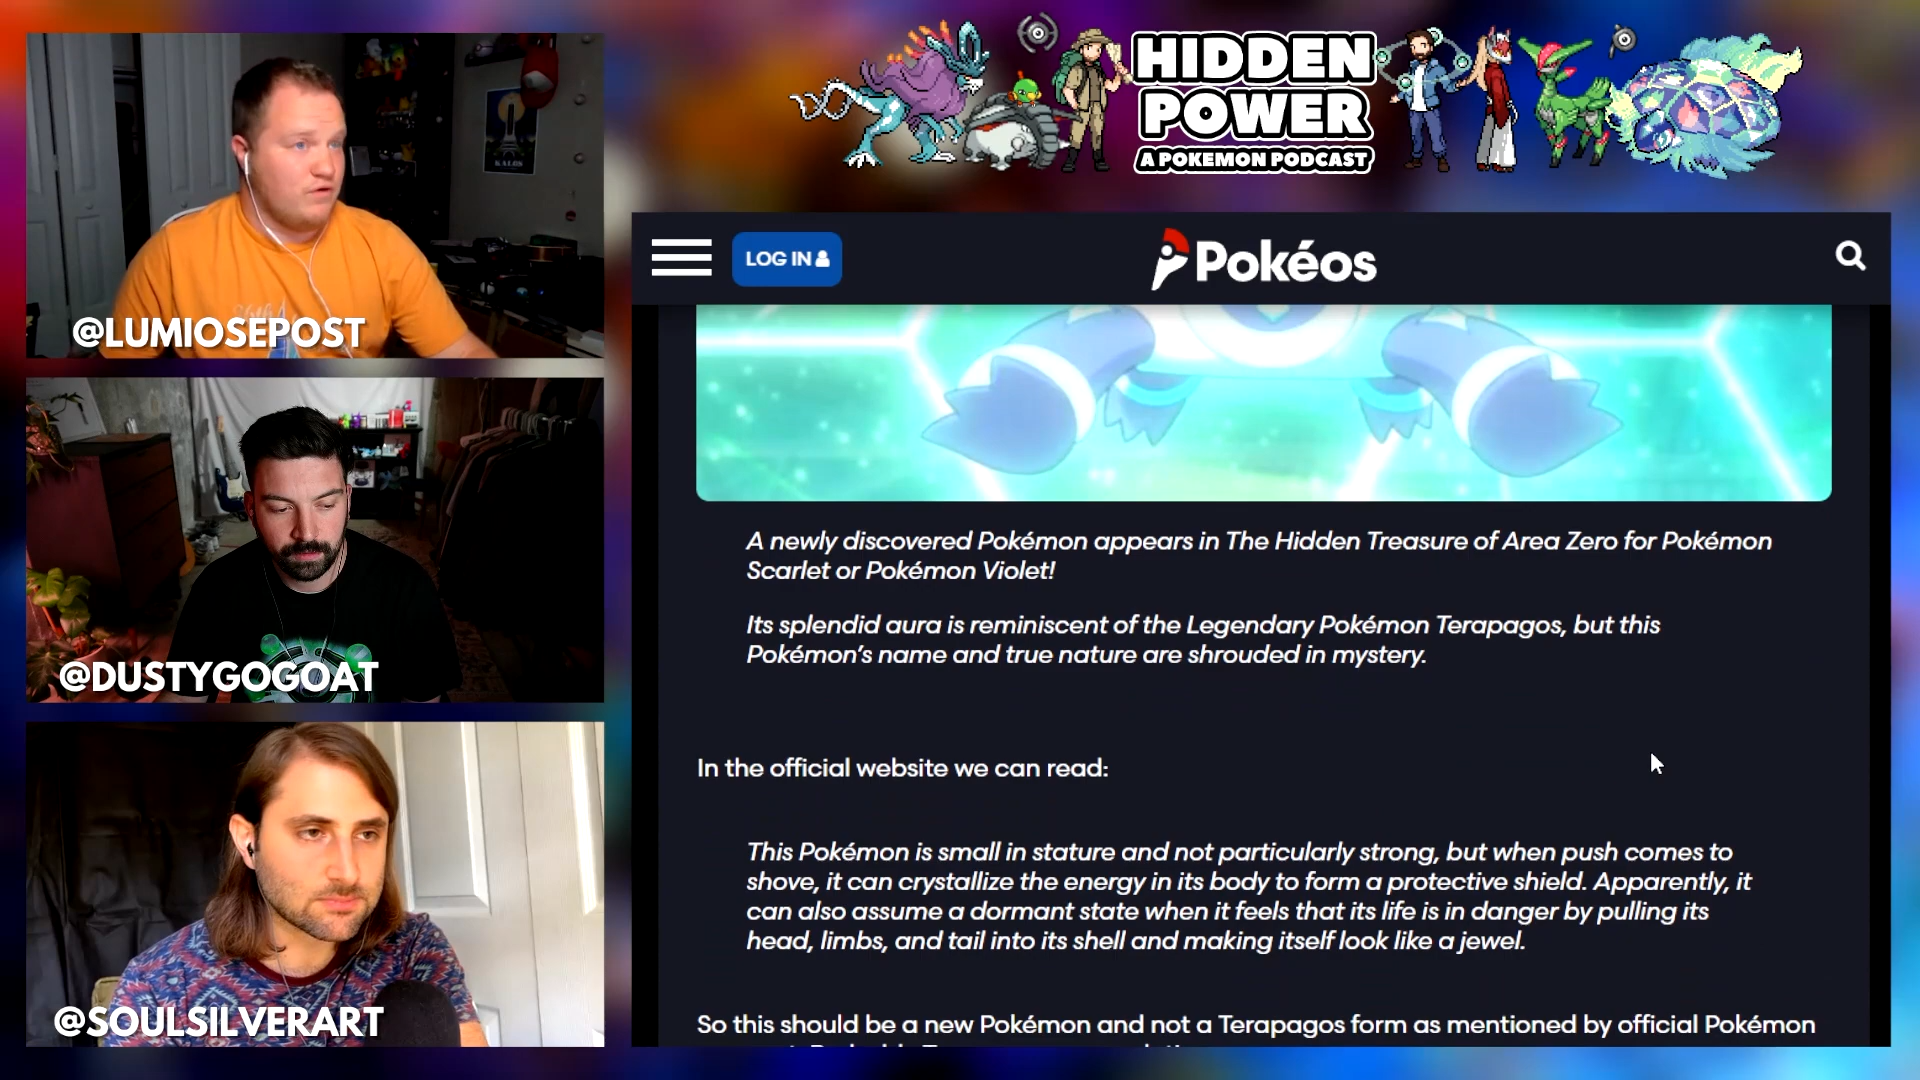 HIDDEN
POWER
A POKEMON PODCAST
KALOS
@LUMIOSEPOST
@DUSTYGOGOAT
@SOULSILVERART
LOG IN
Pokéos
A newly discovered Pokémon appears in The Hidden Treasure of Area Zero for Pokémon
Scarlet or Pokémon Violet!
Its splendid aura is reminiscent of the Legendary Pokémon Terapagos, but this
Pokémon's name and true nature are shrouded in mystery.
In the official website we can read:
This Pokémon is small in stature and not particularly strong, but when push comes to
shove, it can crystallize the energy in its body to form a protective shield. Apparently, it
can also assume a dormant state when it feels that its life is in danger by pulling its
head, limbs, and tail into its shell and making itself look like a jewel.
So this should be a new Pokémon and not a Terapagos form as mentioned by official Pokémon